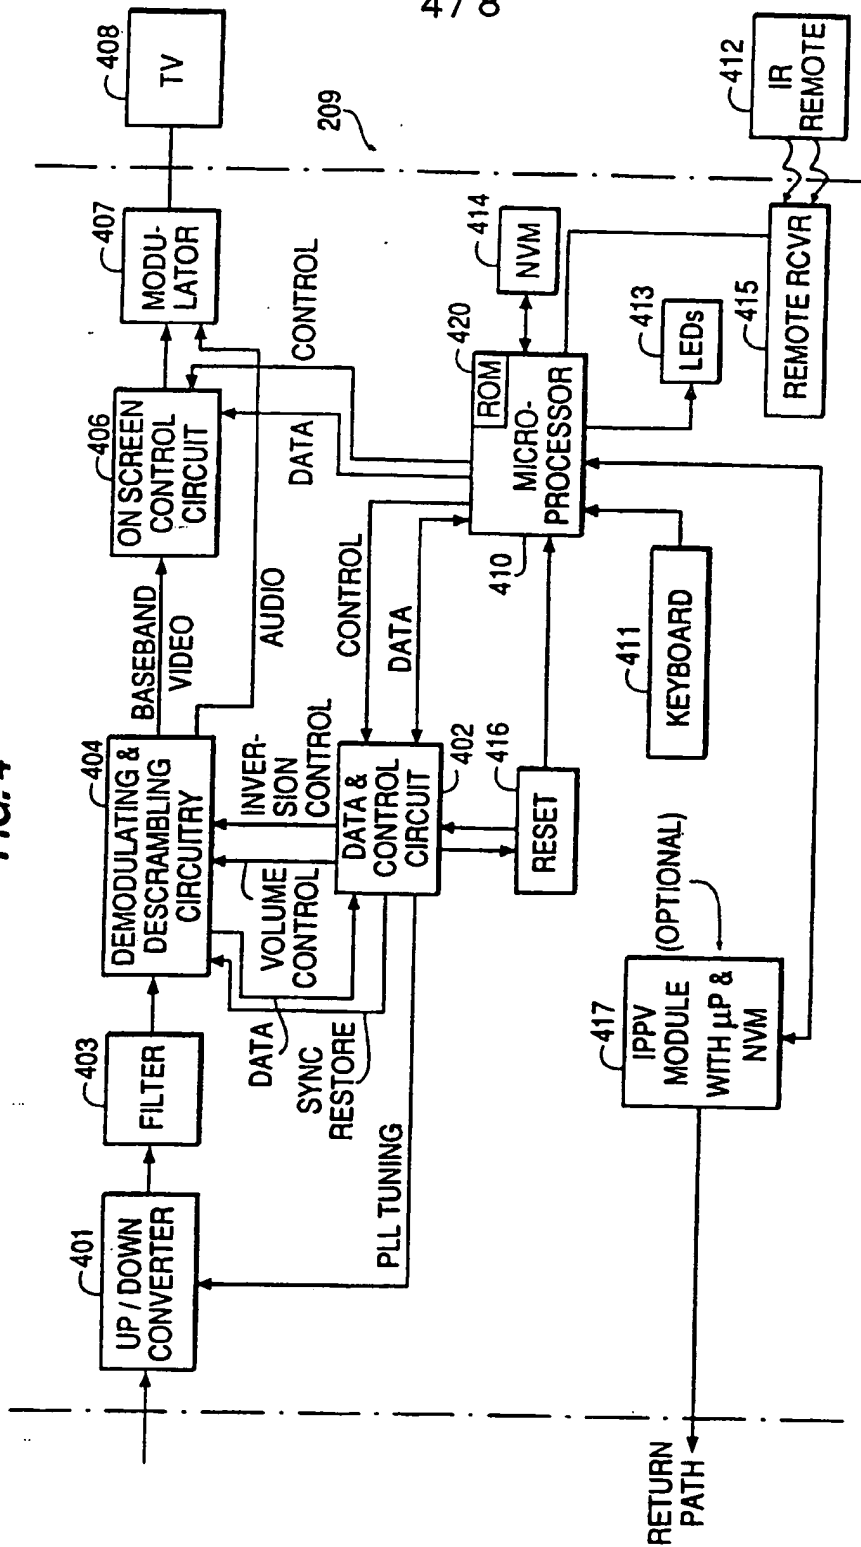 4/8
FIG. 4
401
UP / DOWN
CONVERTER
403
FILTER
404
DEMODULATING &
DESCRAMBLING
CIRCUITRY
BASEBAND
VIDEO
406
ON SCREEN
CONTROL
CIRCUIT
407
MODU-
LATOR
408
TV
209
AUDIO
DATA
CONTROL
DATA
SYNC
RESTORE
VOLUME
CONTROL
INVER-
SION
CONTROL
PLL TUNING
DATA &
CONTROL
CIRCUIT
402
CONTROL
DATA
416
RESET
410
MICRO-
PROCESSOR
ROM
420
414
NVM
413
LEDs
411
KEYBOARD
415
REMOTE RCVR
412
IR
REMOTE
417
IPPV
MODULE
WITH µP &
NVM
(OPTIONAL)
RETURN
PATH